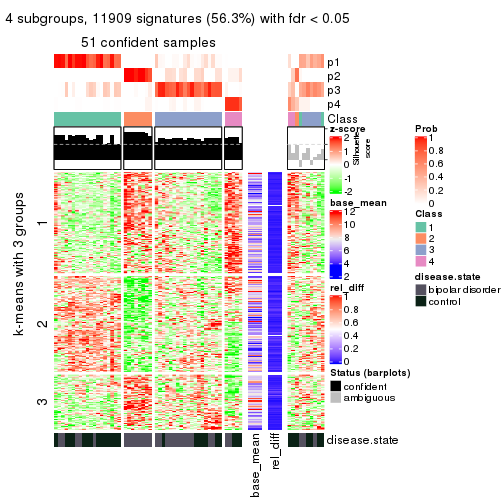 4 subgroups, 11909 signatures (56.3%) with fdr < 0.05
51 confident samples
p1
p2
p3
p4
Class
Silhouette
score
k-means with 3 groups
1
2
3
base_mean
rel_diff
disease.state
z-score
2
1
0
-1
-2
base_mean
12
10
8
6
4
2
rel_diff
1
0.8
0.6
0.4
0.2
0
Status (barplots)
confident
ambiguous
Prob
1
0.8
0.6
0.4
0.2
0
Class
1
2
3
4
disease.state
bipolar disorder
control